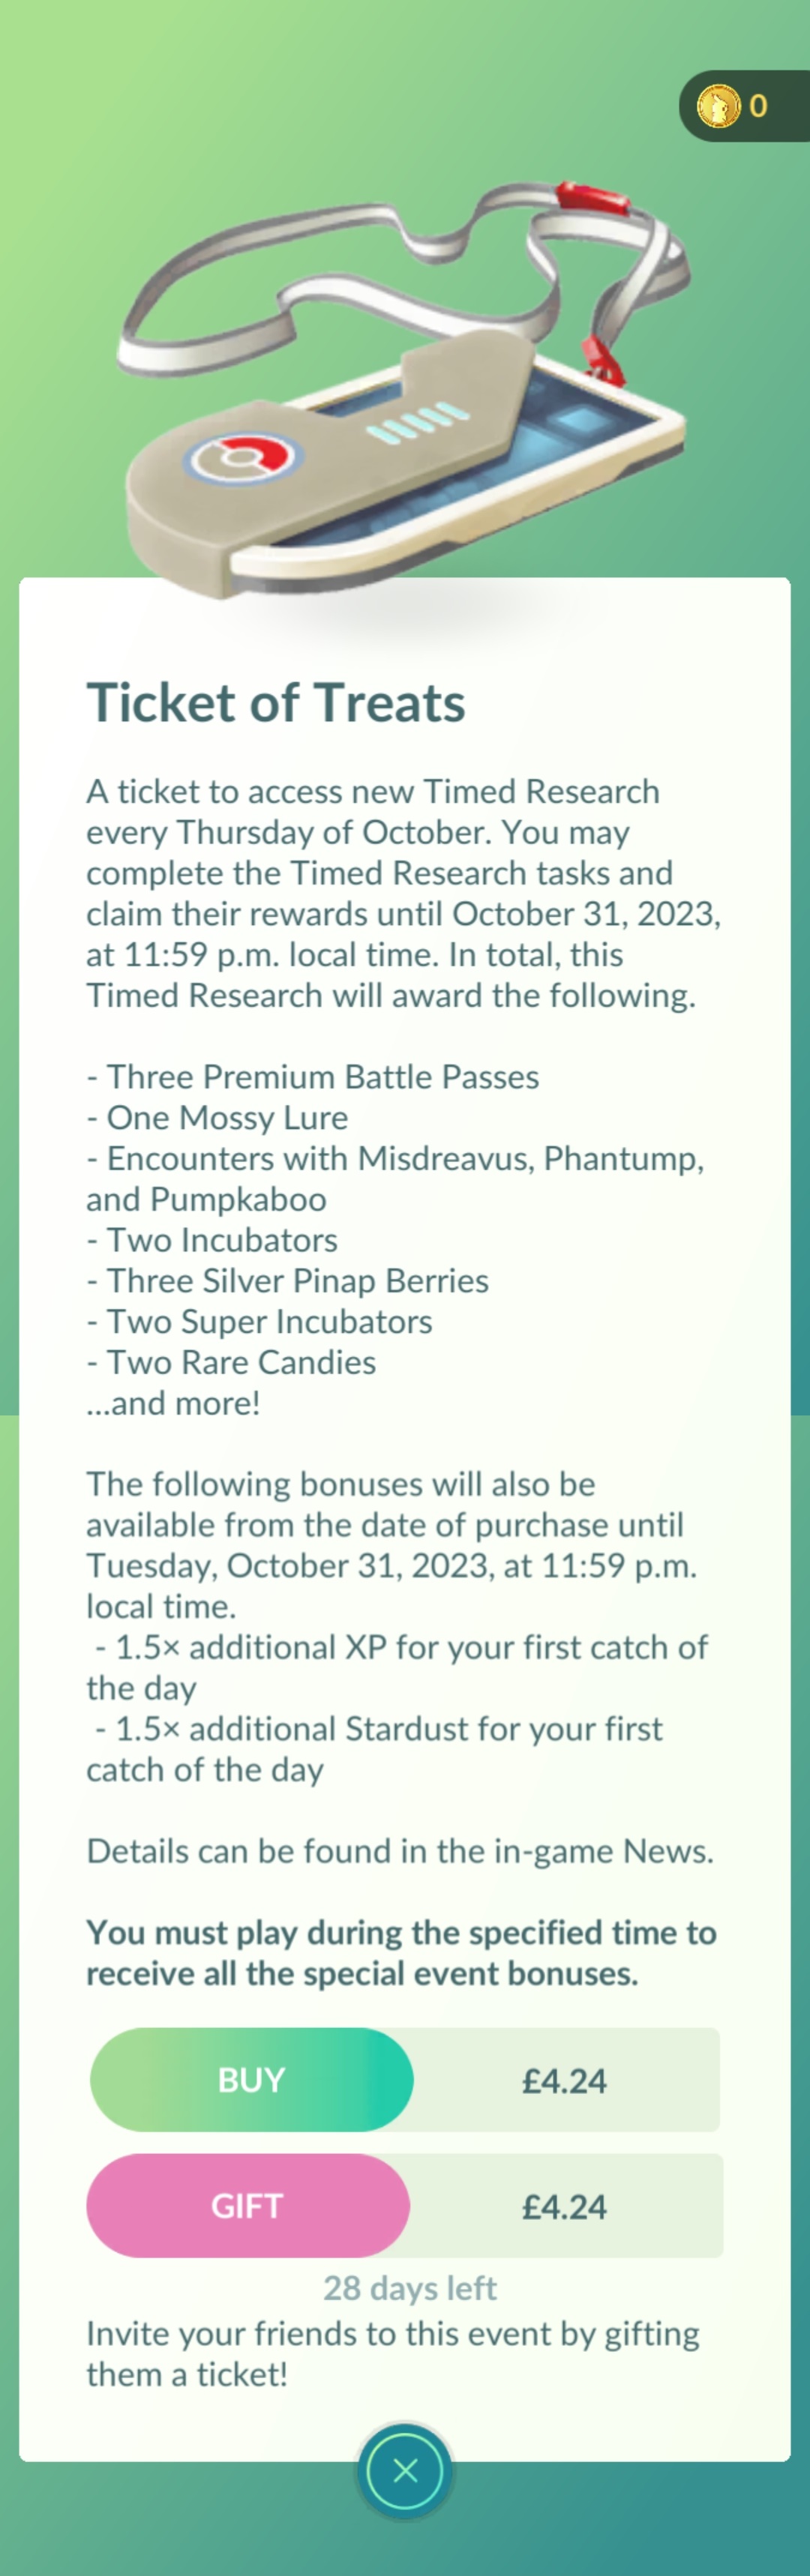 0
Ticket of Treats
A ticket to access new Timed Research
every Thursday of October. You may
complete the Timed Research tasks and
claim their rewards until October 31, 2023,
at 11:59 p.m. local time. In total, this
Timed Research will award the following.
- Three Premium Battle Passes
- One Mossy Lure
- Encounters with Misdreavus, Phantump,
and Pumpkaboo
- Two Incubators
- Three Silver Pinap Berries
- Two Super Incubators
- Two Rare Candies
...and more!
The following bonuses will also be
available from the date of purchase until
Tuesday, October 31, 2023, at 11:59 p.m.
local time.
- 1.5× additional XP for your first catch of
the day
- 1.5× additional Stardust for your first
catch of the day
Details can be found in the in-game News.
You must play during the specified time to
receive all the special event bonuses.
BUY £4.24
GIFT £4.24
28 days left
Invite your friends to this event by gifting
them a ticket!